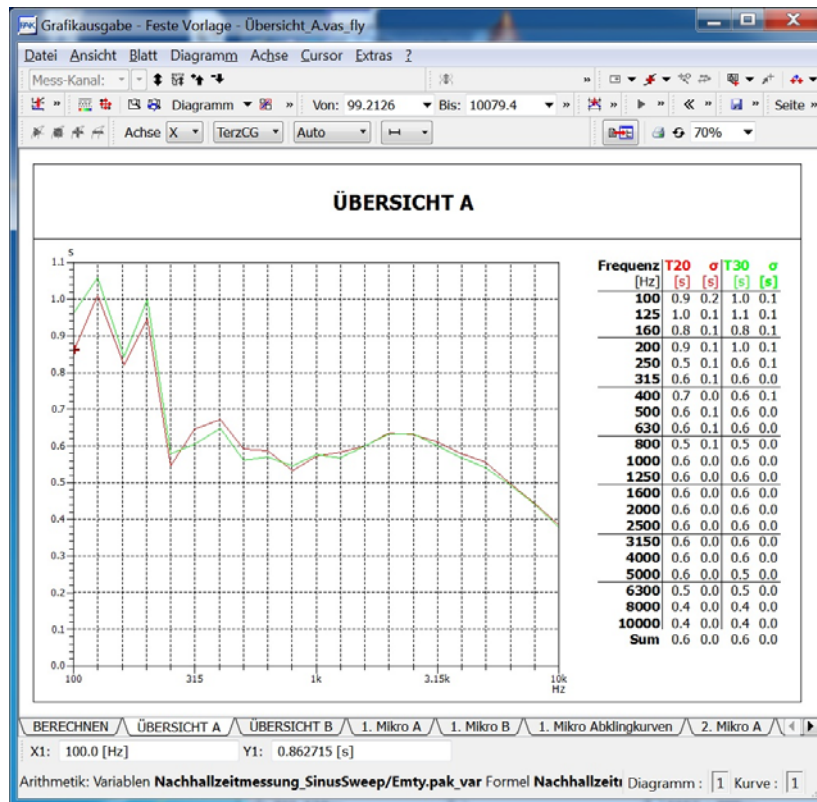 Grafikausgabe - Feste Vorlage - Übersicht_A.vas_fly
Datei Ansicht Blatt Diagramm Achse Cursor Extras ?
Mess-Kanal: - -
Diagramm Von: 99.2126 Bis: 10079.4 Seite
Achse X TerzCG Auto 70%
ÜBERSICHT A
s
1.1
1.0
0.9
0.8
0.7
0.6
0.5
0.4
0.3
0.2
0.1
0.0
100 315 1k 3.15k 10k
Hz
Frequenz T20 σ T30 σ
[Hz] [s] [s] [s] [s]
100 0.9 0.2 1.0 0.1
125 1.0 0.1 1.1 0.1
160 0.8 0.1 0.8 0.1
200 0.9 0.1 1.0 0.1
250 0.5 0.1 0.6 0.1
315 0.6 0.1 0.6 0.0
400 0.7 0.0 0.6 0.1
500 0.6 0.1 0.6 0.0
630 0.6 0.1 0.6 0.0
800 0.5 0.1 0.5 0.0
1000 0.6 0.0 0.6 0.0
1250 0.6 0.0 0.6 0.0
1600 0.6 0.0 0.6 0.0
2000 0.6 0.0 0.6 0.0
2500 0.6 0.0 0.6 0.0
3150 0.6 0.0 0.6 0.0
4000 0.6 0.0 0.6 0.0
5000 0.6 0.0 0.5 0.0
6300 0.5 0.0 0.5 0.0
8000 0.4 0.0 0.4 0.0
10000 0.4 0.0 0.4 0.0
Sum 0.6 0.0 0.6 0.0
BERECHNEN ÜBERSICHT A ÜBERSICHT B 1. Mikro A 1. Mikro B 1. Mikro Abklingkurven 2. Mikro A
X1: 100.0 [Hz] Y1: 0.862715 [s]
Arithmetik: Variablen Nachhallzeitmessung_SinusSweep/Emty.pak_var Formel Nachhallzeit Diagramm : 1 Kurve : 1